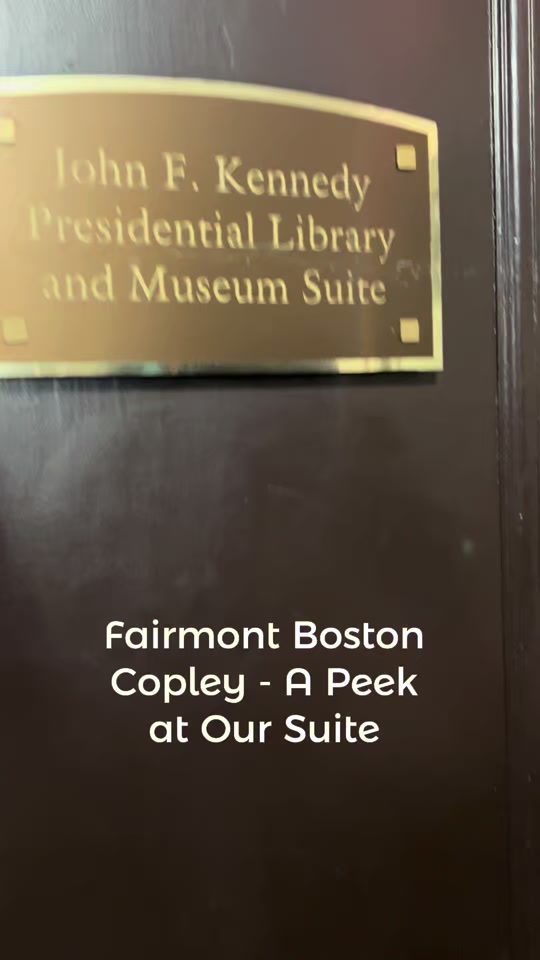 John F. Kennedy
Presidential Library
and Museum Suite
Fairmont Boston
Copley - A Peek
at Our Suite